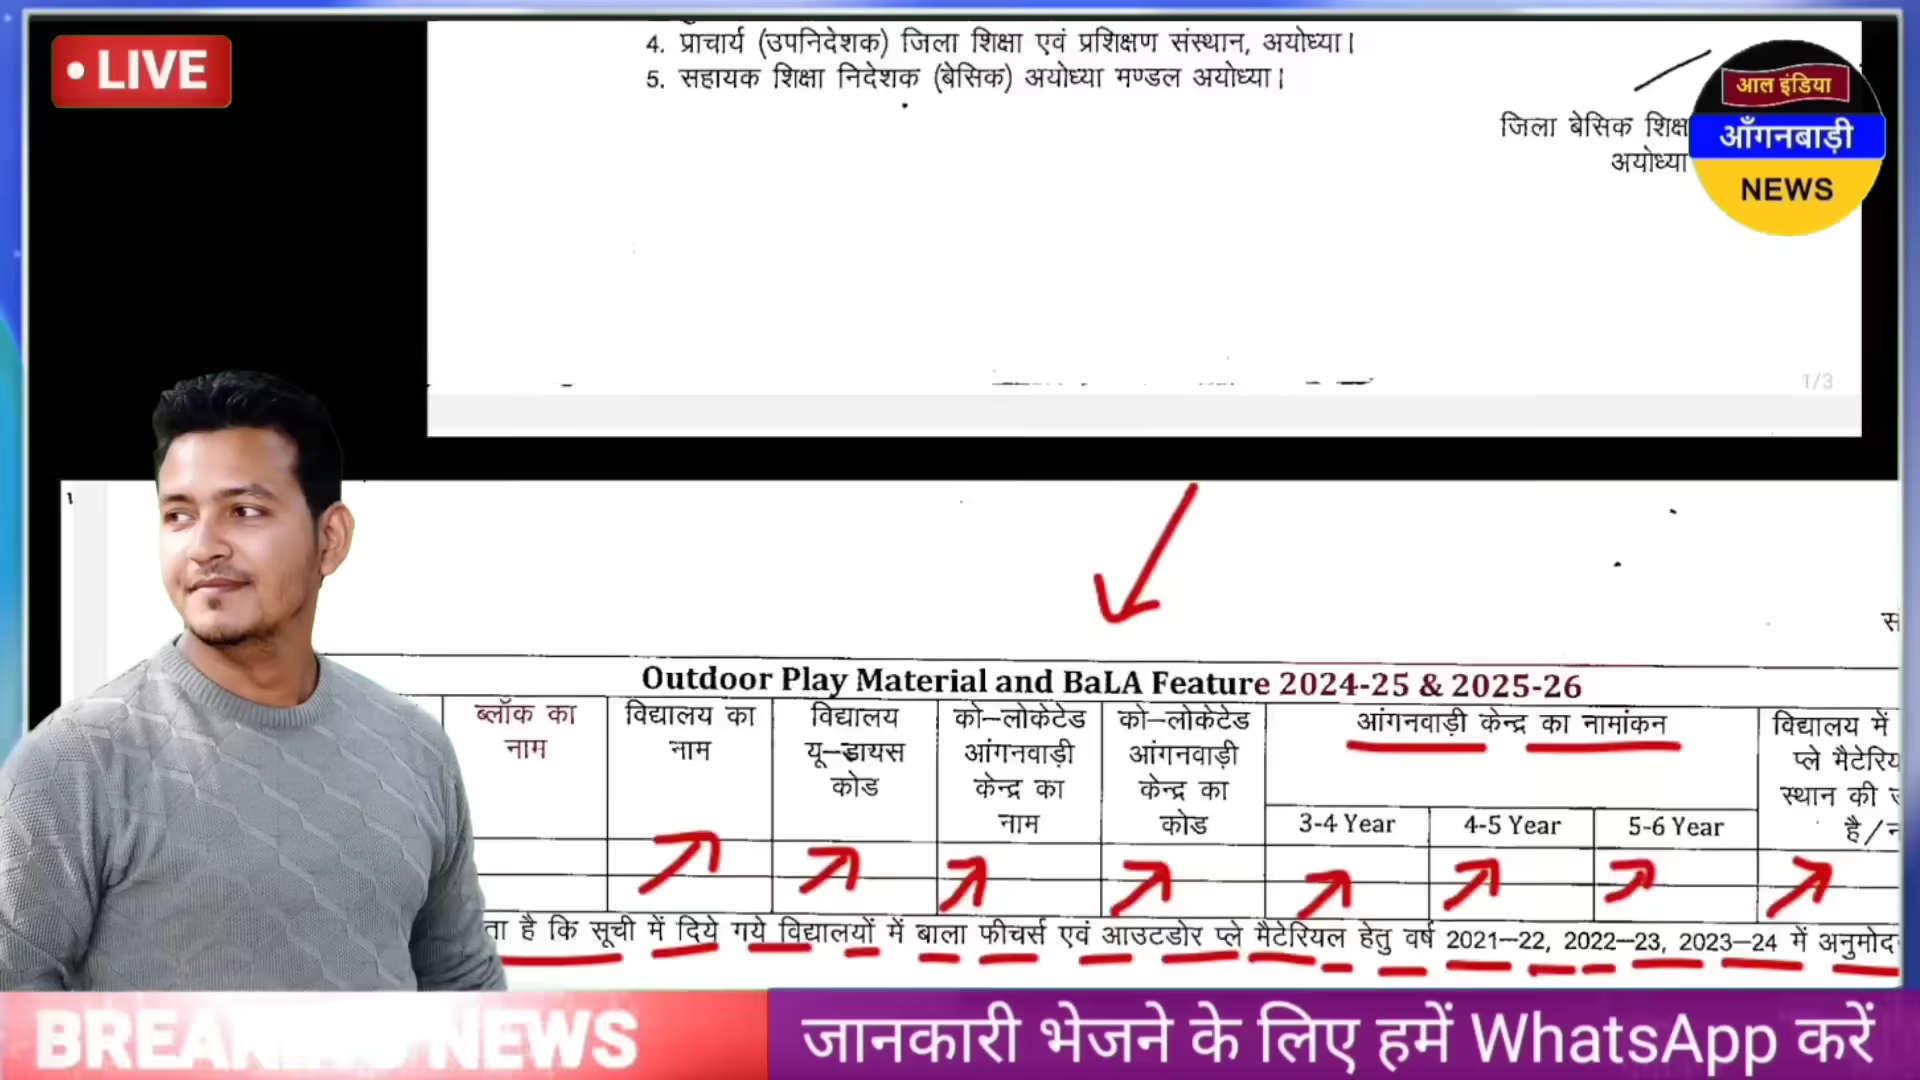 • LIVE
4. प्राचार्य (उपनिदेशक) जिला शिक्षा एवं प्रशिक्षण संस्थान, अयोध्या।
5. सहायक शिक्षा निदेशक (बेसिक) अयोध्या मण्डल अयोध्या।
जिला बेसिक शिक्ष
अयोध्या
आल इंडिया
आँगनबाड़ी
NEWS
1/3
Outdoor Play Material and BaLA Feature 2024-25 & 2025-26
ब्लॉक का
नाम
विद्यालय का
नाम
विद्यालय
यू–डायस
कोड
को–लोकेटेड
आंगनवाड़ी
केन्द्र का
नाम
को–लोकेटेड
आंगनवाड़ी
केन्द्र का
कोड
आंगनवाड़ी केन्द्र का नामांकन
3-4 Year
4-5 Year
5-6 Year
विद्यालय में
प्ले मैटेरिय
स्थान की
है/न
ता है कि सूची में दिये गये विद्यालयों में बाला फीचर्स एवं आउटडोर प्ले मैटेरियल हेतु वर्ष 2021–22, 2022–23, 2023–24 में अनुमोद
BREAKING NEWS
जानकारी भेजने के लिए हमें WhatsApp करें